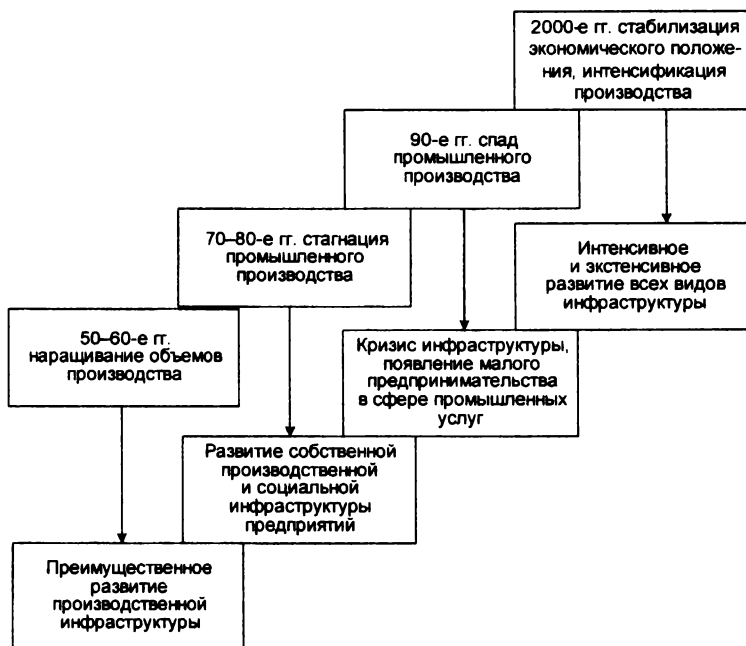 2000-е гг. стабилизация
экономического положе-
ния, интенсификация
производства
90-е гг. спад
промышленного
производства
70–80-е гг. стагнация
промышленного
производства
Интенсивное
и экстенсивное
развитие всех видов
инфраструктуры
50–60-е гг.
наращивание объемов
производства
Кризис инфраструктуры,
появление малого
предпринимательства
в сфере промышленных
услуг
Развитие собственной
производственной
и социальной
инфраструктуры
предприятий
Преимущественное
развитие
производственной
инфраструктуры